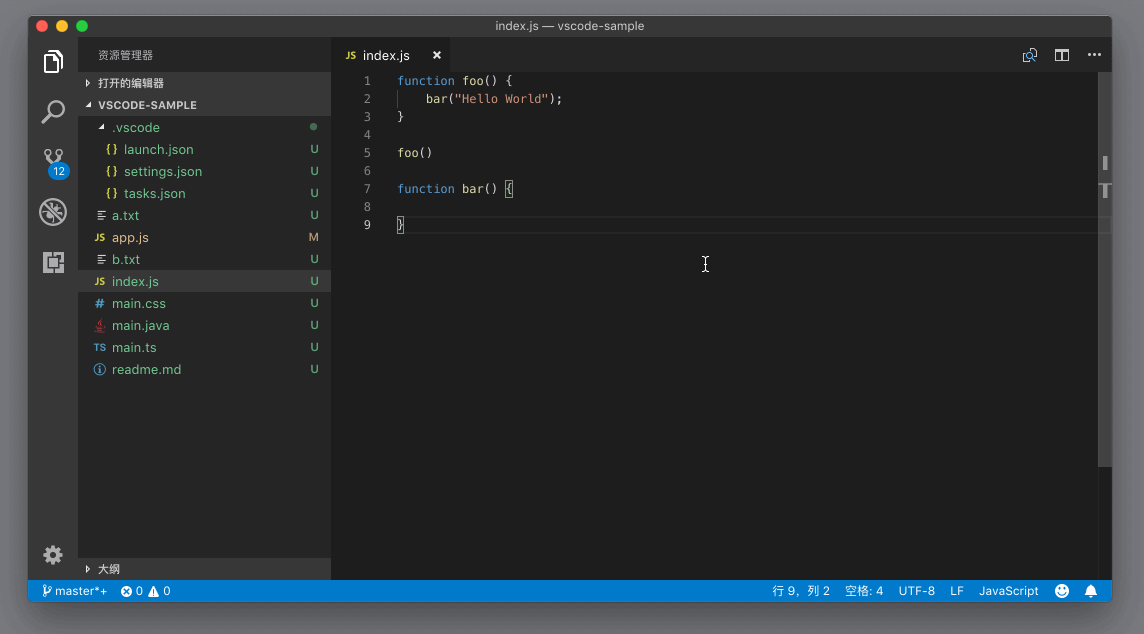 index.js — vscode-sample
资源管理器
打开的编辑器
VSCODE-SAMPLE
.vscode
{} launch.json U
{} settings.json U
{} tasks.json U
a.txt U
JS app.js M
b.txt U
JS index.js U
# main.css U
main.java U
TS main.ts U
readme.md U
大纲
12
JS index.js ×
1 function foo() {
2     bar("Hello World");
3 }
4
5 foo()
6
7 function bar() {
8
9 }
master*+ 0 0 行 9，列 2 空格: 4 UTF-8 LF JavaScript